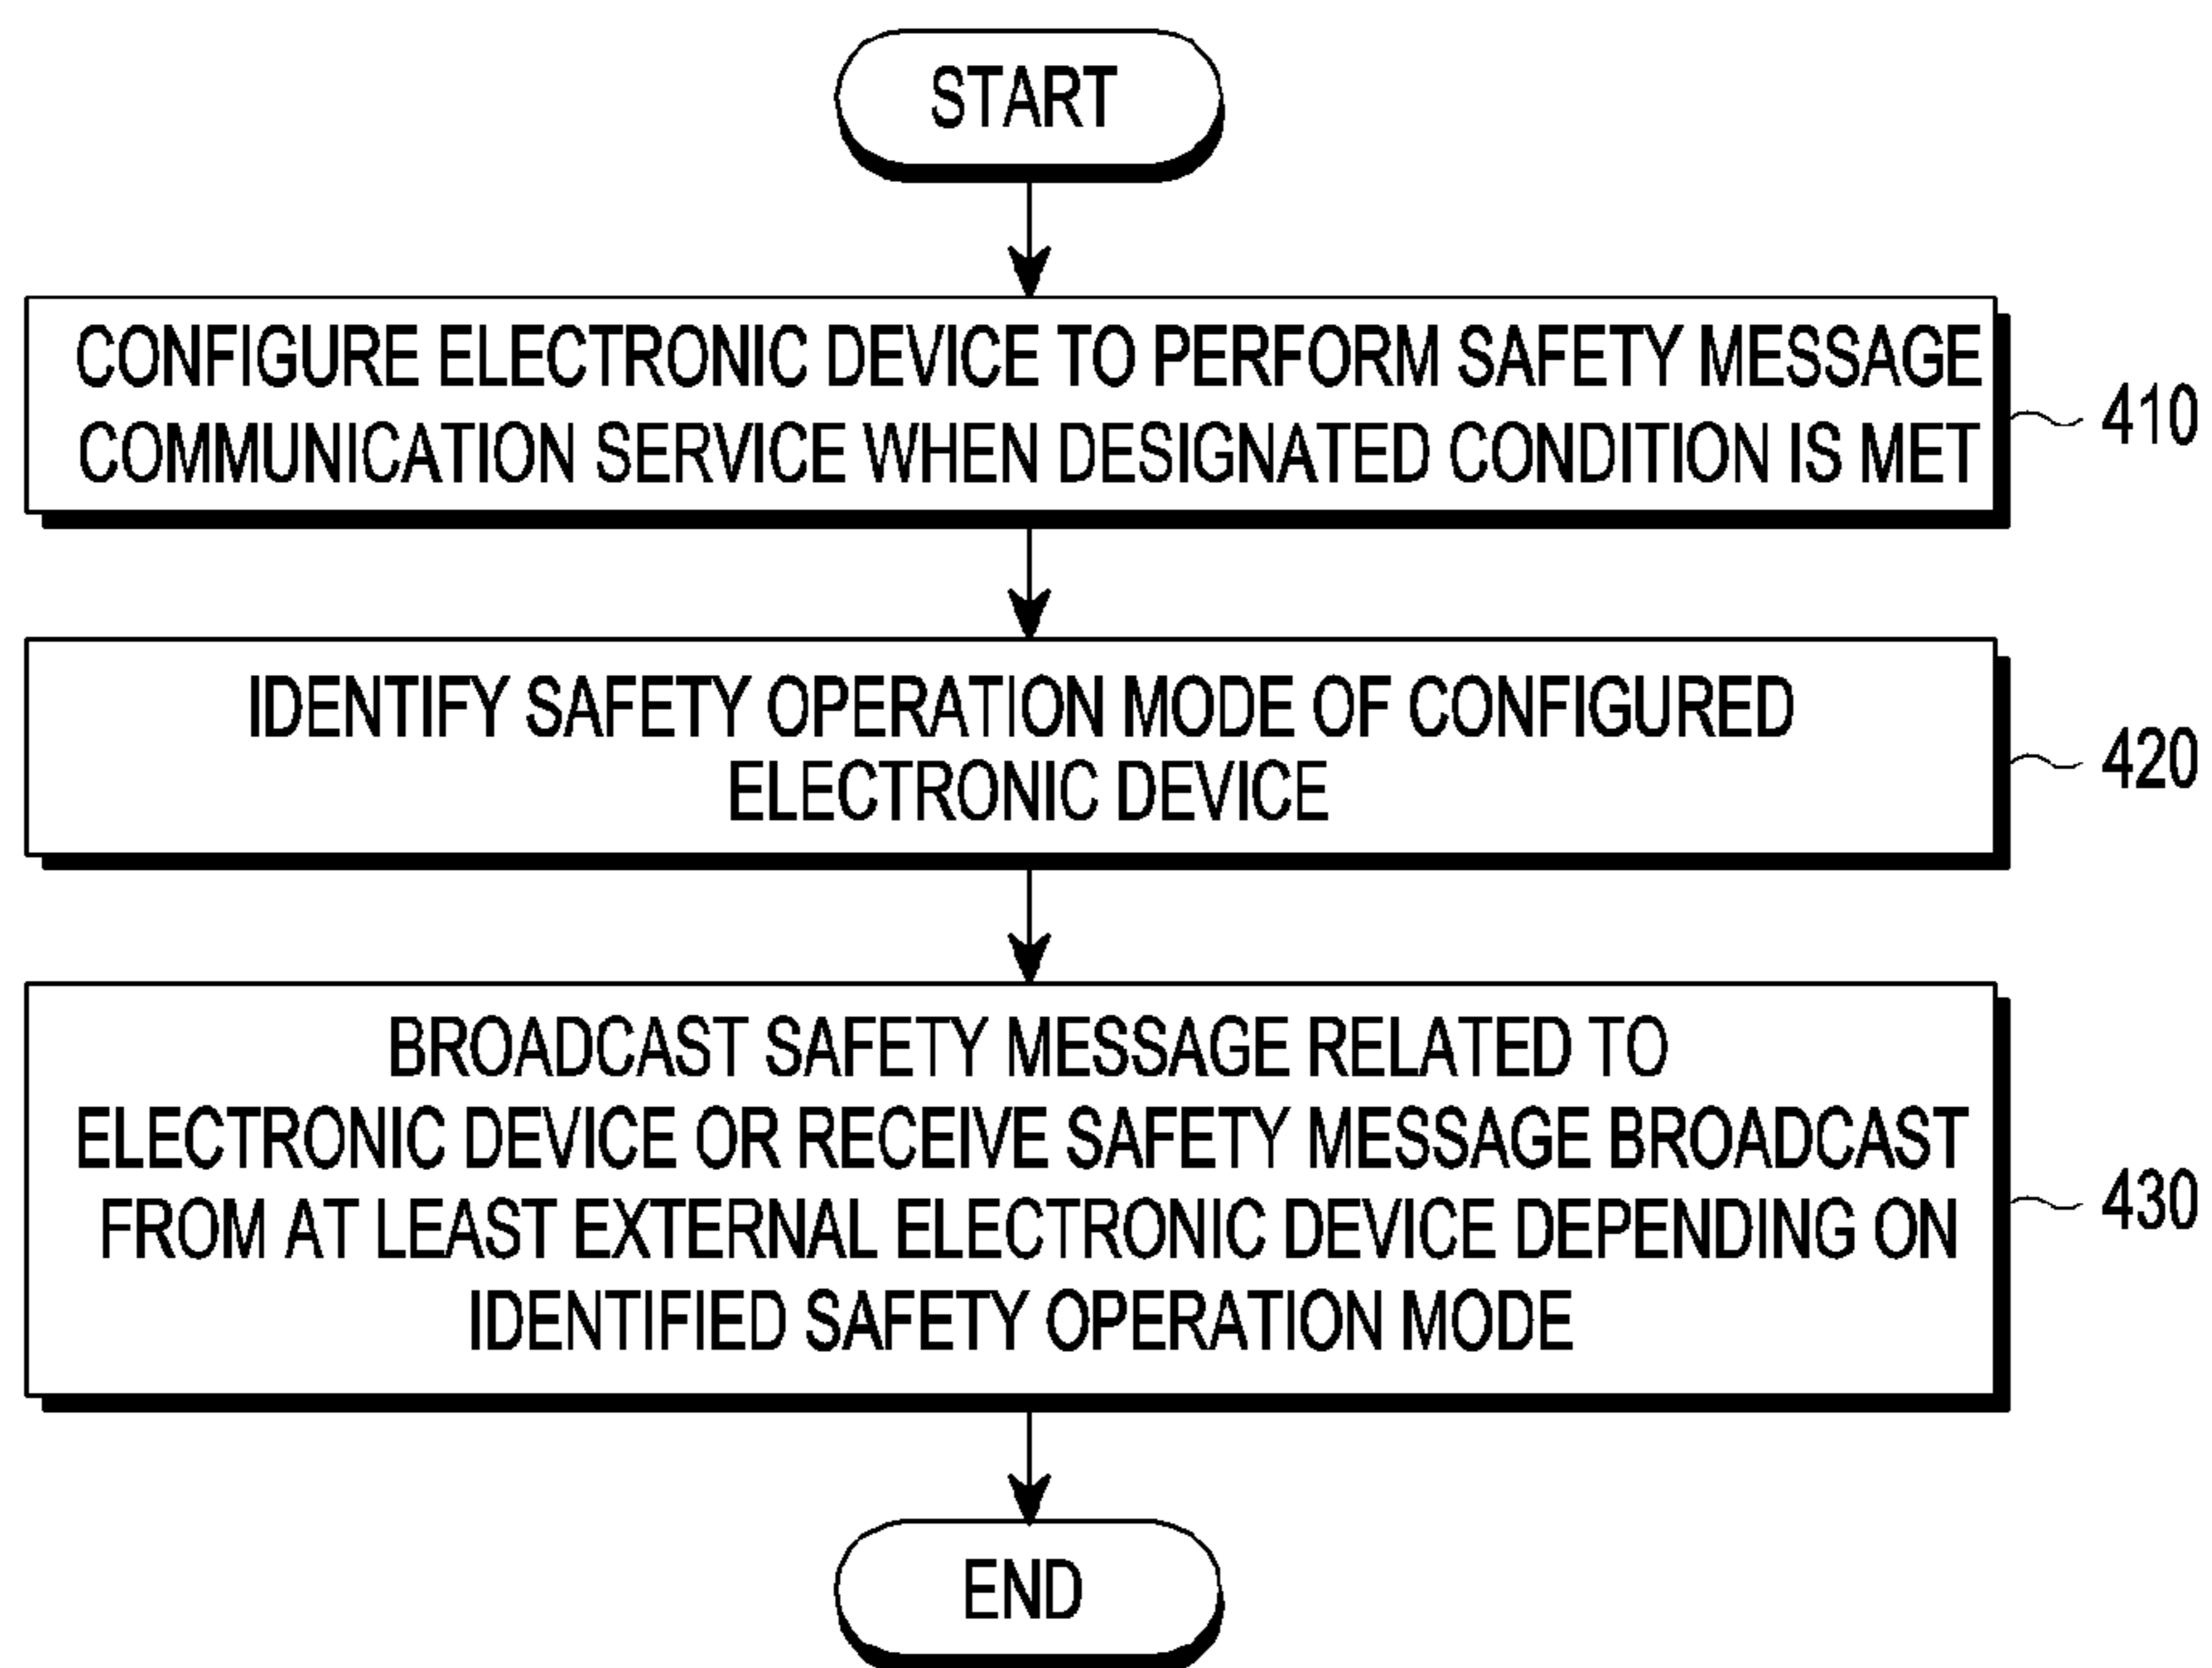 START
CONFIGURE ELECTRONIC DEVICE TO PERFORM SAFETY MESSAGE
COMMUNICATION SERVICE WHEN DESIGNATED CONDITION IS MET
410
IDENTIFY SAFETY OPERATION MODE OF CONFIGURED
ELECTRONIC DEVICE
420
BROADCAST SAFETY MESSAGE RELATED TO
ELECTRONIC DEVICE OR RECEIVE SAFETY MESSAGE BROADCAST
FROM AT LEAST EXTERNAL ELECTRONIC DEVICE DEPENDING ON
IDENTIFIED SAFETY OPERATION MODE
430
END